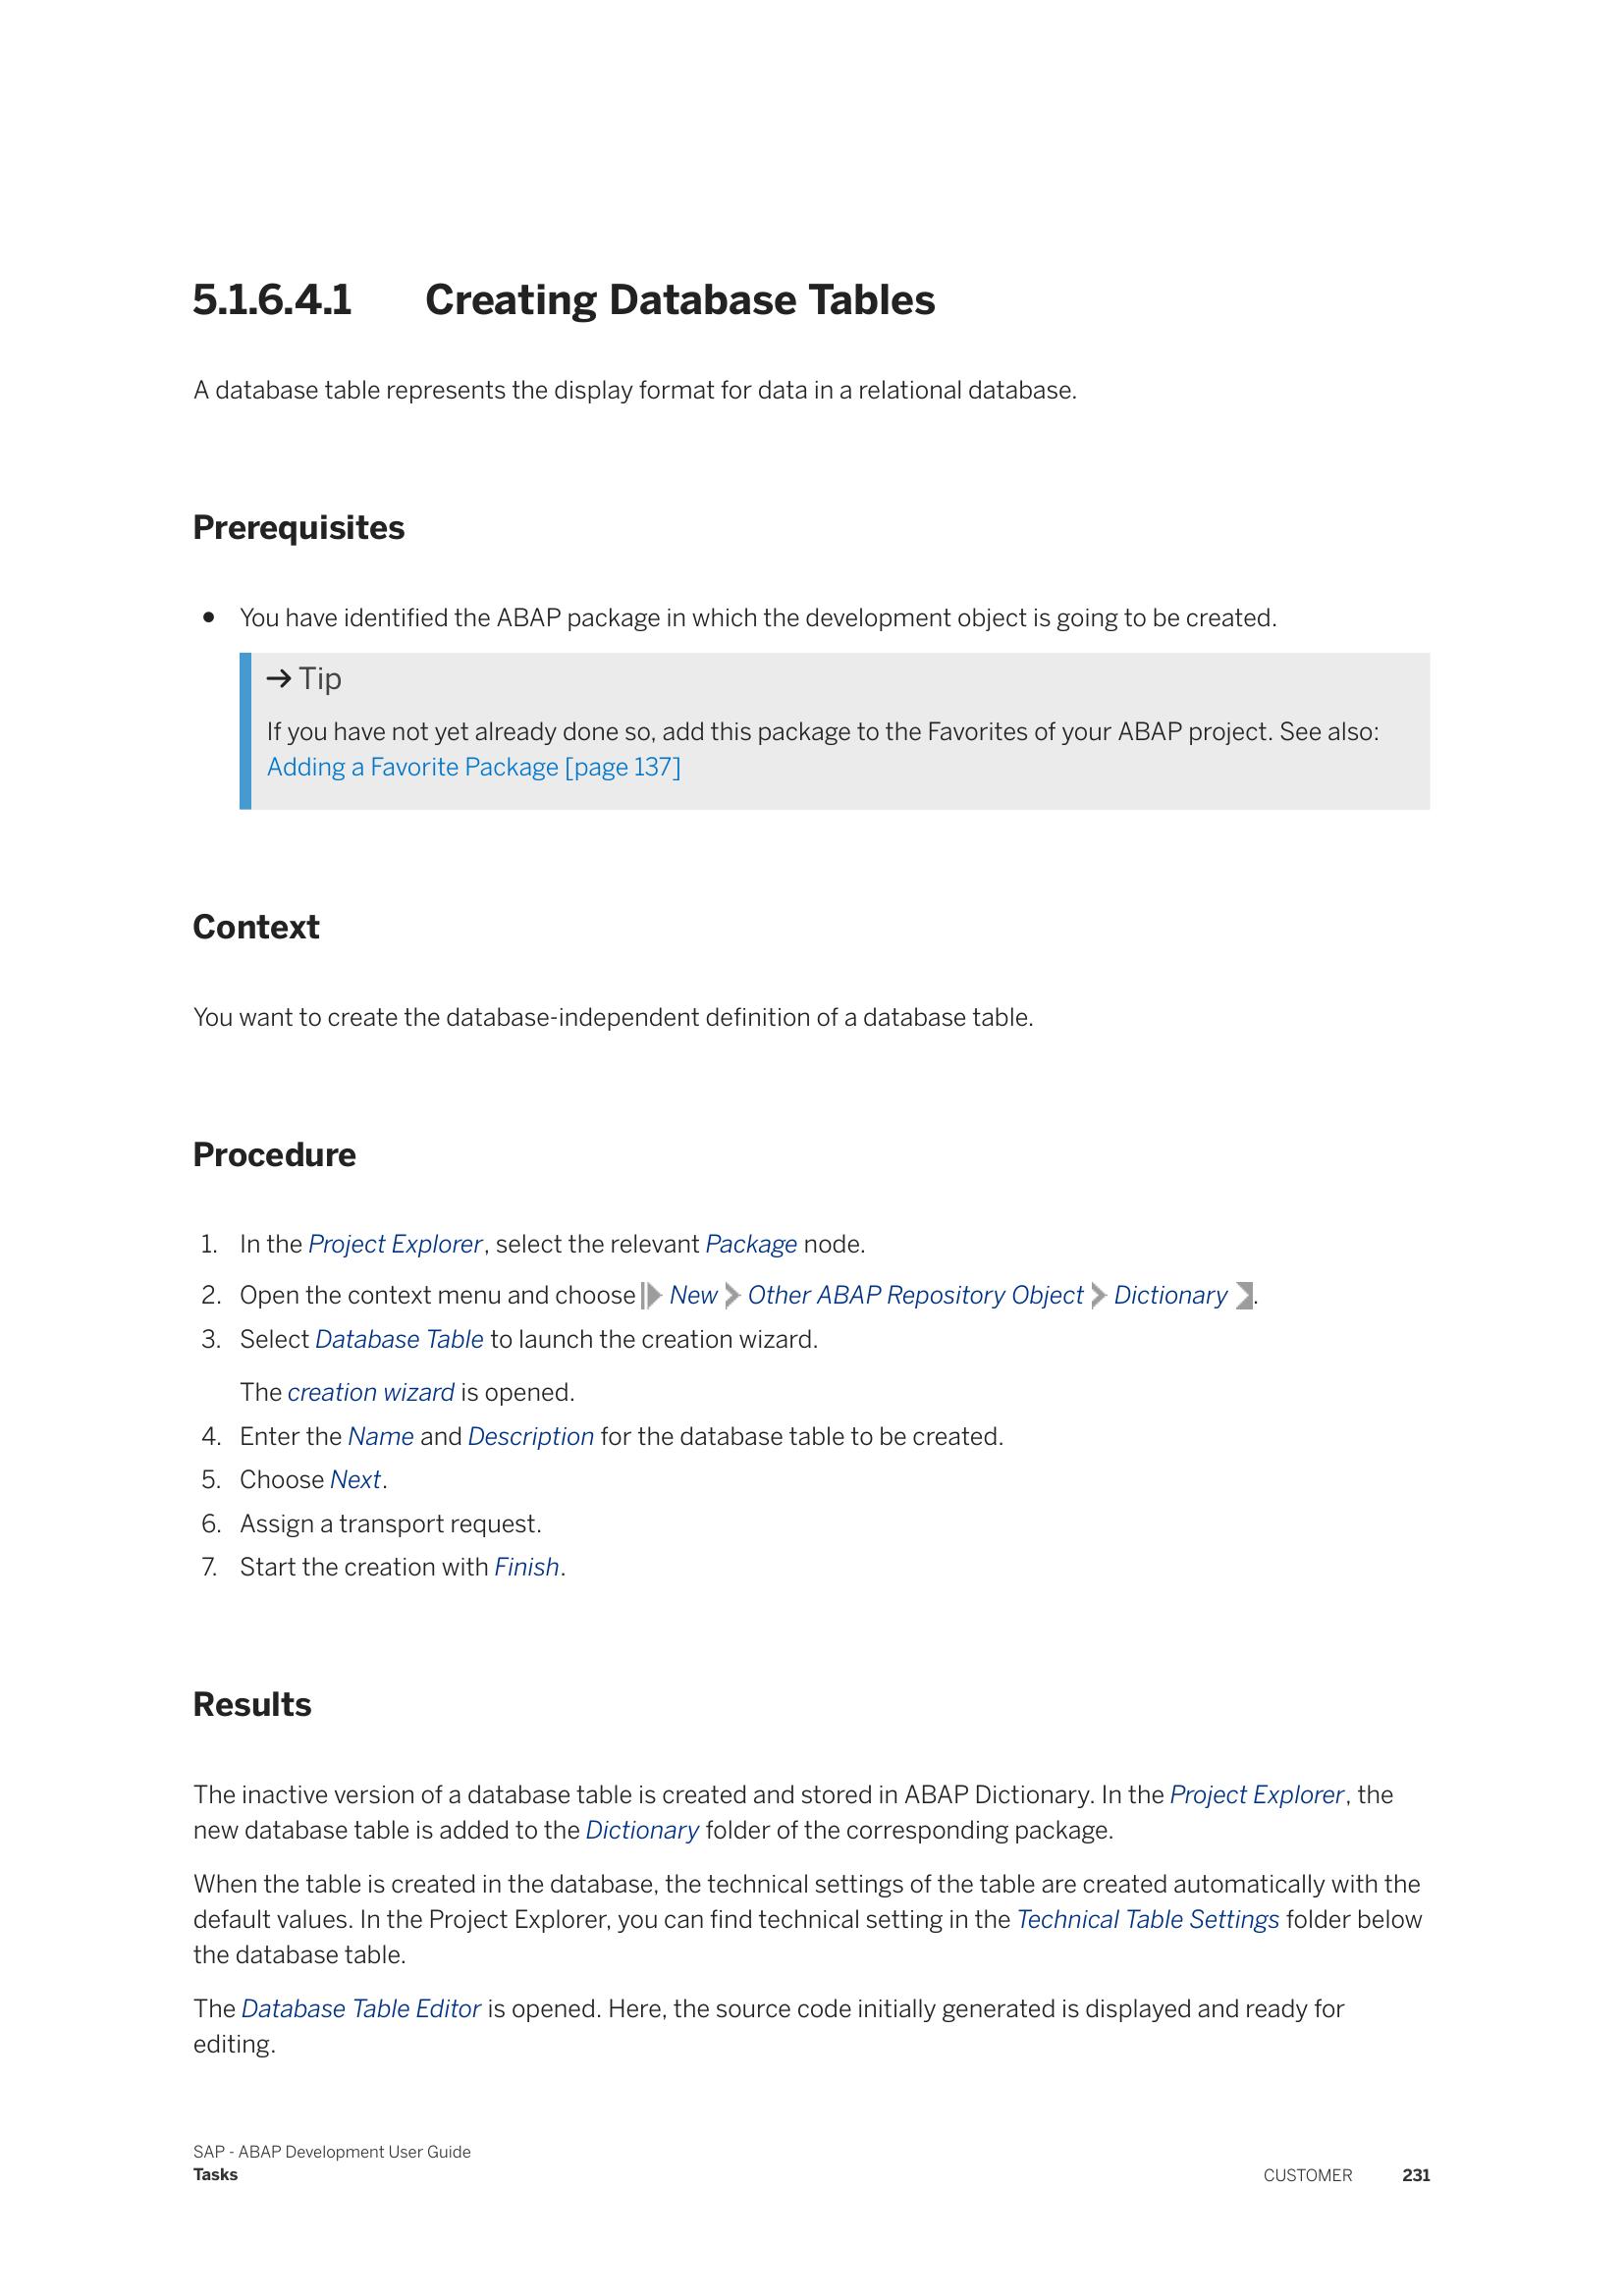 5.1.6.4.1 Creating Database Tables
A database table represents the display format for data in a relational database.
Prerequisites
● You have identified the ABAP package in which the development object is going to be created.
→ Tip
If you have not yet already done so, add this package to the Favorites of your ABAP project. See also:
Adding a Favorite Package [page 137]
Context
You want to create the database-independent definition of a database table.
Procedure
1. In the Project Explorer, select the relevant Package node.
2. Open the context menu and choose New Other ABAP Repository Object Dictionary .
3. Select Database Table to launch the creation wizard.
The creation wizard is opened.
4. Enter the Name and Description for the database table to be created.
5. Choose Next.
6. Assign a transport request.
7. Start the creation with Finish.
Results
The inactive version of a database table is created and stored in ABAP Dictionary. In the Project Explorer, the
new database table is added to the Dictionary folder of the corresponding package.
When the table is created in the database, the technical settings of the table are created automatically with the
default values. In the Project Explorer, you can find technical setting in the Technical Table Settings folder below
the database table.
The Database Table Editor is opened. Here, the source code initially generated is displayed and ready for
editing.
SAP - ABAP Development User Guide
Tasks
CUSTOMER 231